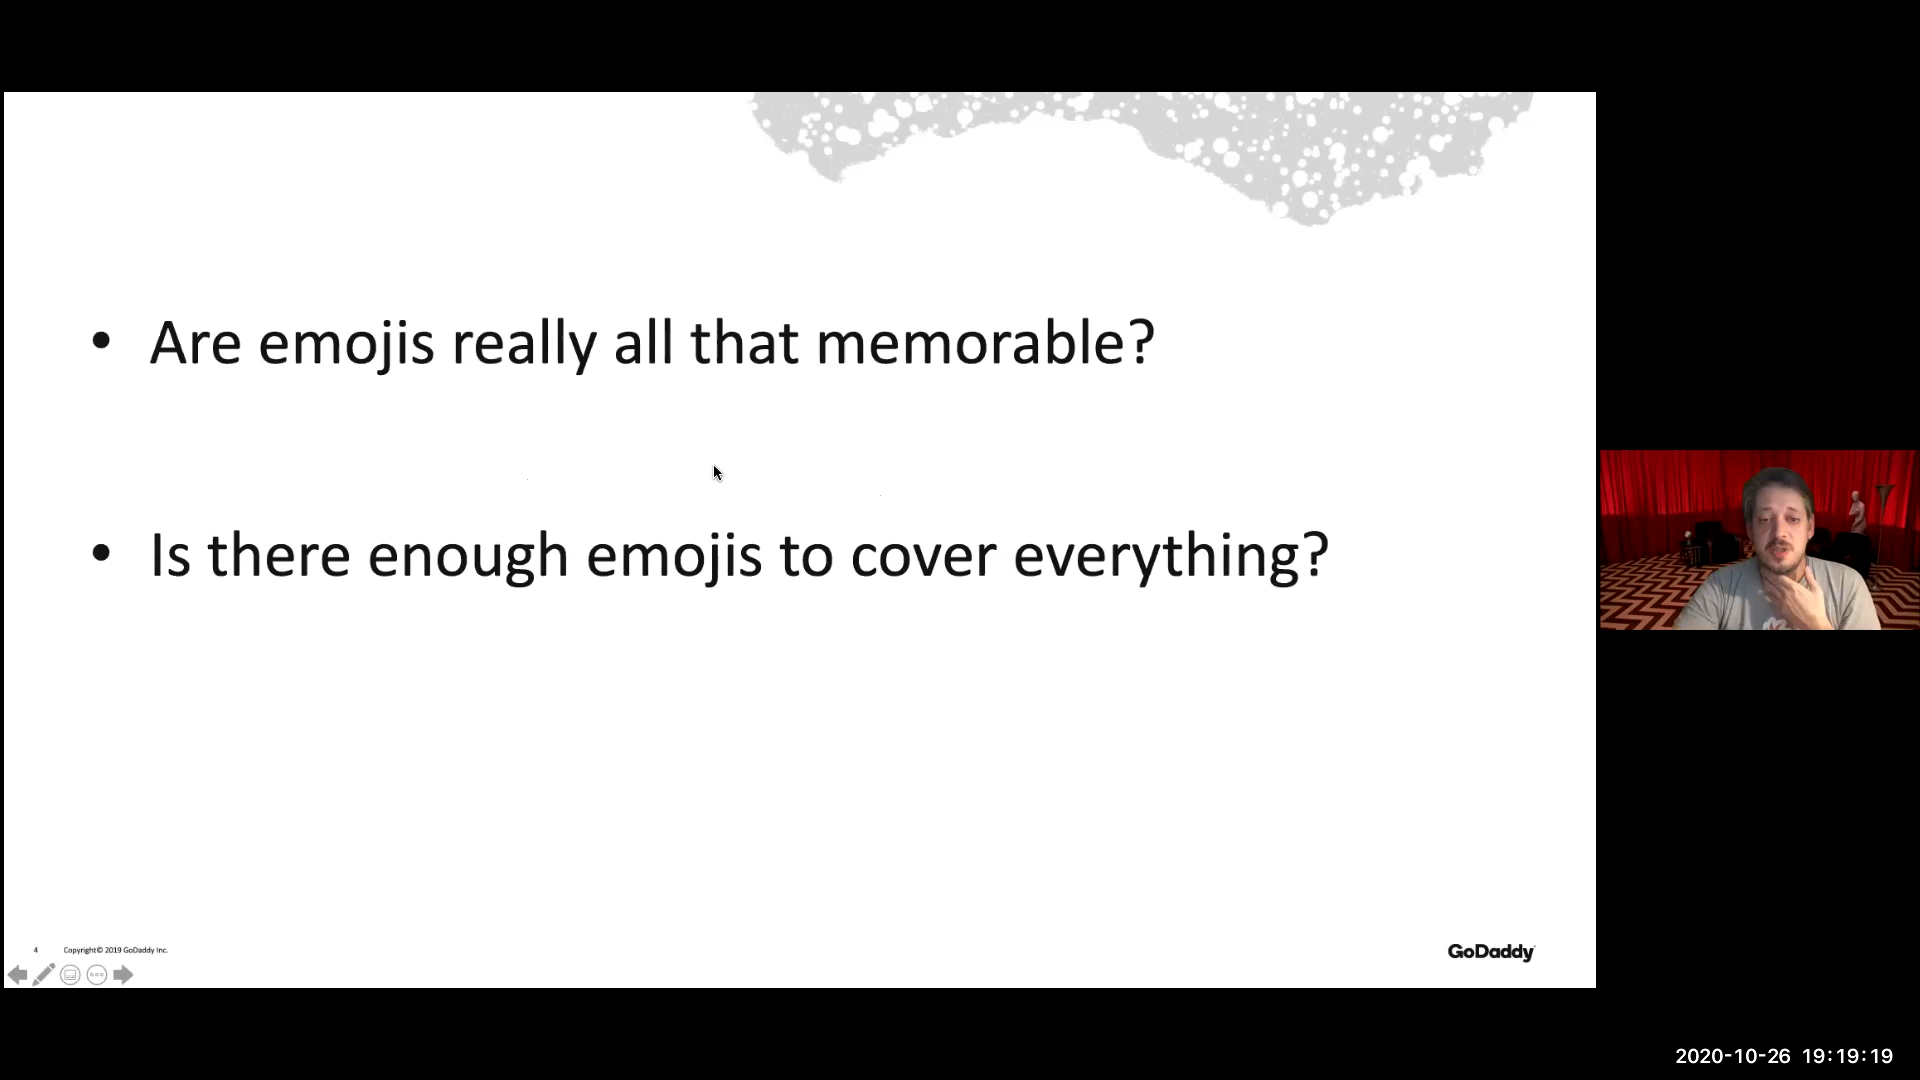 • Are emojis really all that memorable?
• Is there enough emojis to cover everything?
4 Copyright© 2019 GoDaddy Inc.
GoDaddy
2020-10-26 19:19:19